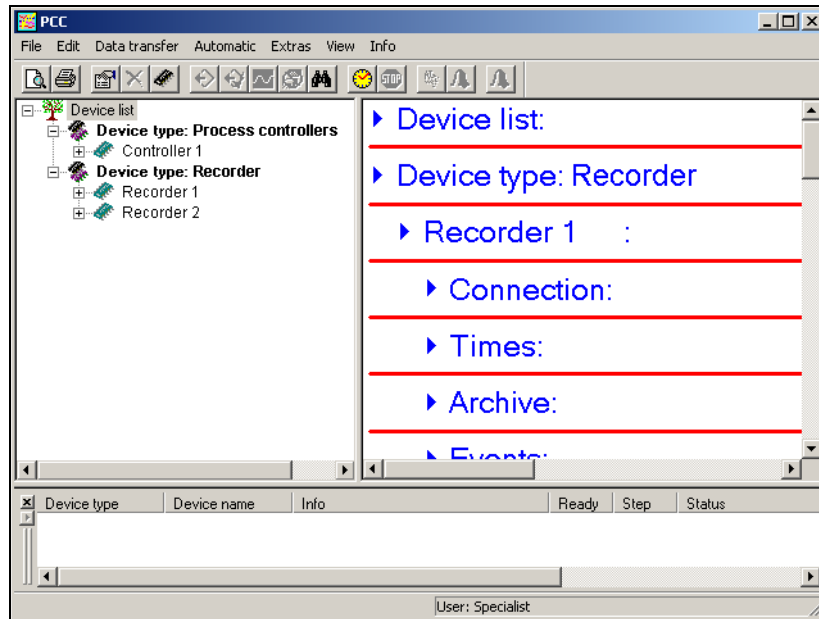 PCC
File Edit Data transfer Automatic Extras View Info
STOP
Device list
Device type: Process controllers
Controller 1
Device type: Recorder
Recorder 1
Recorder 2
Device list:
Device type: Recorder
Recorder 1 :
Connection:
Times:
Archive:
Events:
Device type Device name Info Ready Step Status
User: Specialist